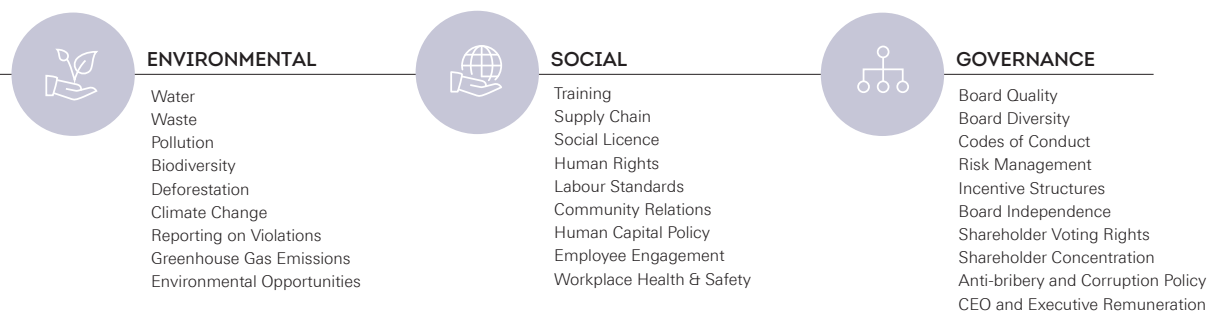 ENVIRONMENTAL
Water
Waste
Pollution
Biodiversity
Deforestation
Climate Change
Reporting on Violations
Greenhouse Gas Emissions
Environmental Opportunities
SOCIAL
Training
Supply Chain
Social Licence
Human Rights
Labour Standards
Community Relations
Human Capital Policy
Employee Engagement
Workplace Health & Safety
GOVERNANCE
Board Quality
Board Diversity
Codes of Conduct
Risk Management
Incentive Structures
Board Independence
Shareholder Voting Rights
Shareholder Concentration
Anti-bribery and Corruption Policy
CEO and Executive Remuneration